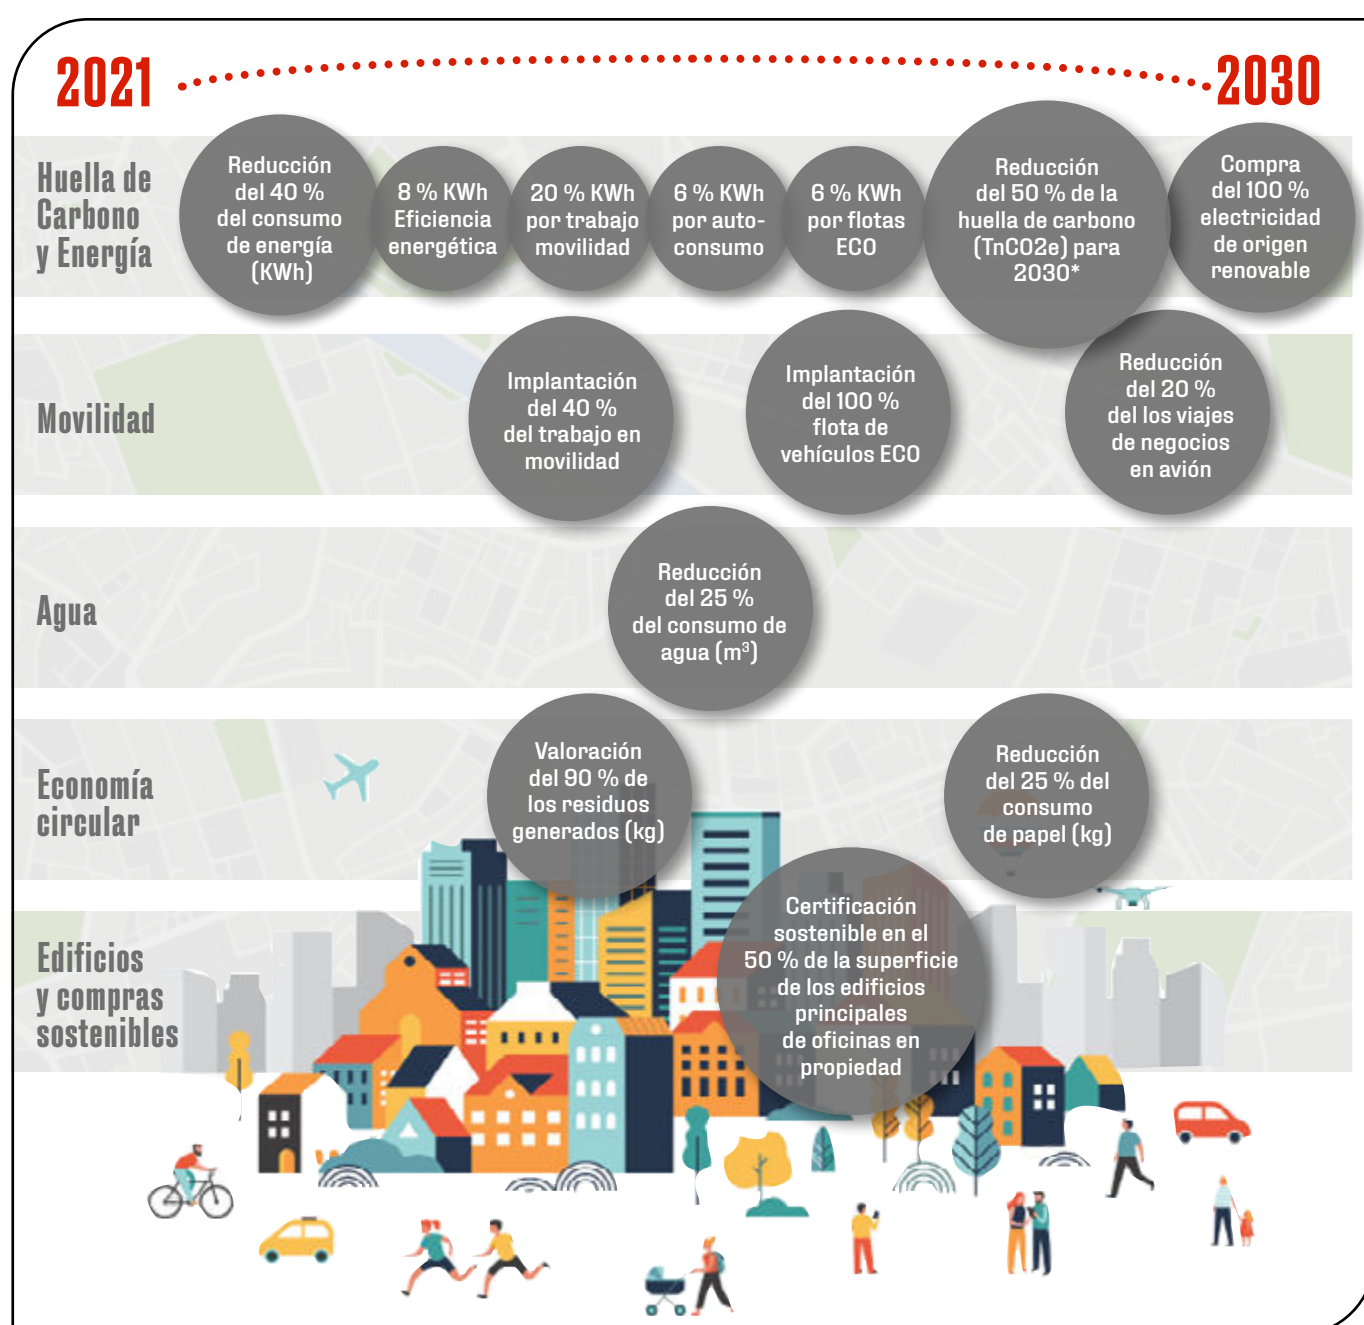 2021
2030
Huella de
Carbono
y Energía
Reducción
del 40 %
del consumo
de energía
(KWh)
8 % KWh
Eficiencia
energética
20 % KWh
por trabajo
movilidad
6 % KWh
por auto-
consumo
6 % KWh
por flotas
ECO
Reducción
del 50 % de la
huella de carbono
(TnCO2e) para
2030*
Compra
del 100 %
electricidad
de origen
renovable
Movilidad
Implantación
del 40 %
del trabajo en
movilidad
Implantación
del 100 %
flota de
vehículos ECO
Reducción
del 20 %
del los viajes
de negocios
en avión
Agua
Reducción
del 25 %
del consumo de
agua (m³)
Economía
circular
Valoración
del 90 % de
los residuos
generados (kg)
Reducción
del 25 % del
consumo
de papel (kg)
Edificios
y compras
sostenibles
Certificación
sostenible en el
50 % de la superficie
de los edificios
principales
de oficinas en
propiedad